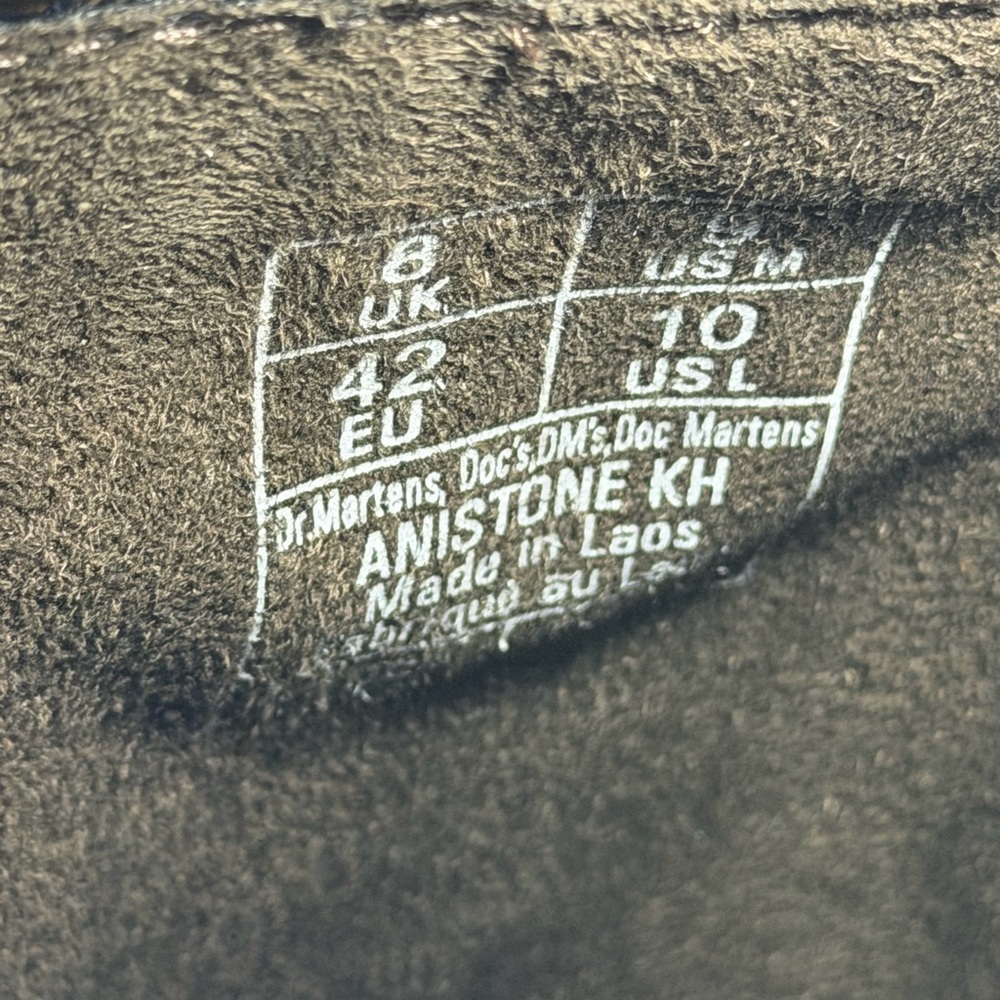 8
UK
9
US M
42
EU
10
US L
Dr.Martens, Doc's,DM's,Doc Martens
ANISTONE KH
Made in Laos
au